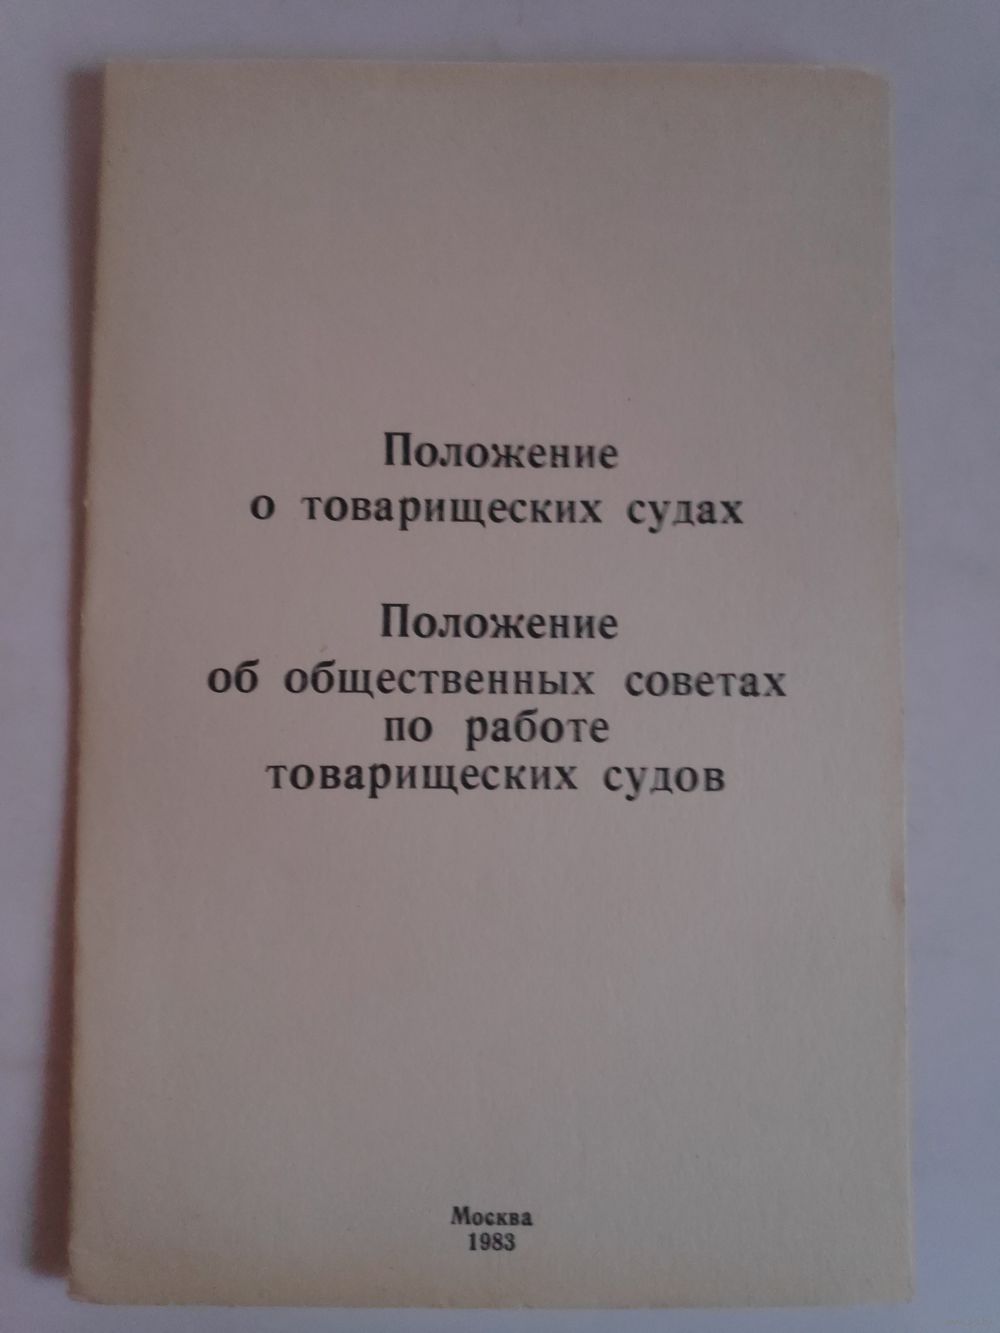 Положение
о товарищеских судах
Положение
об общественных советах
по работе
товарищеских судов
Москва
1983